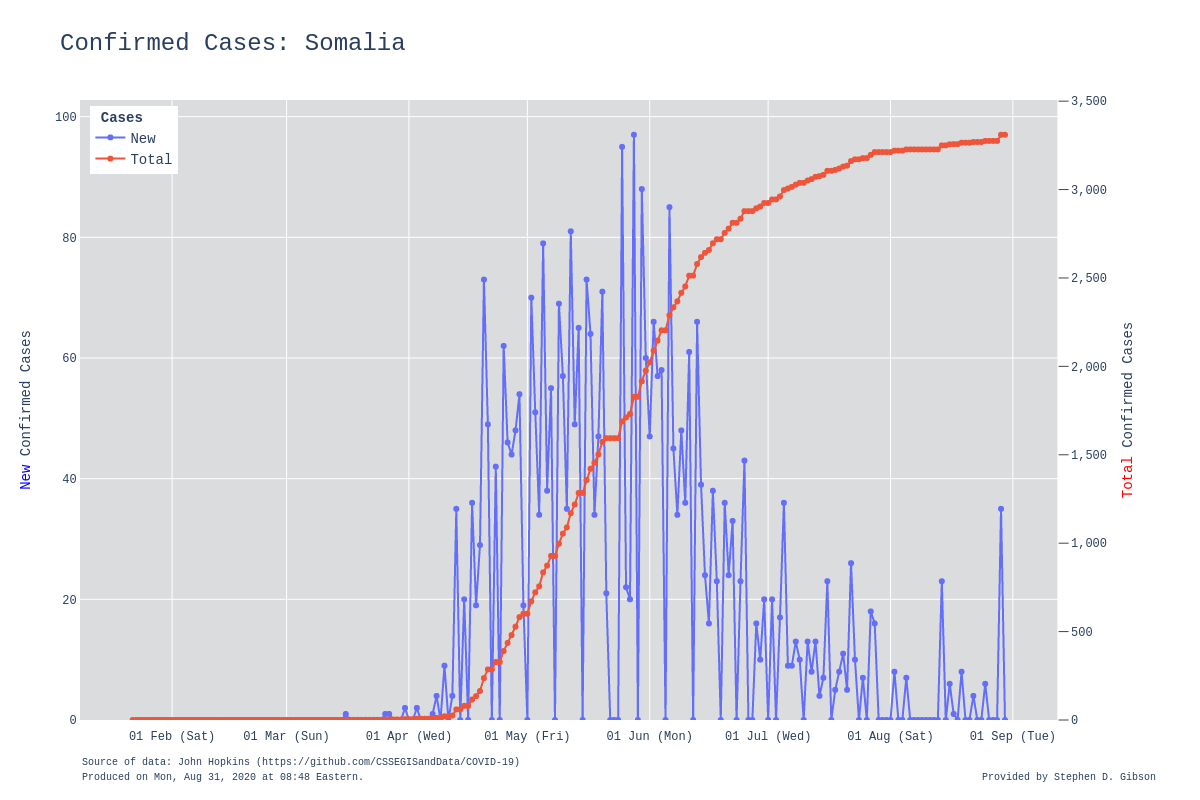 Confirmed Cases: Somalia
Cases
New
Total
100
80
60
40
20
0
3,500
3,000
2,500
2,000
1,500
1,000
500
0
New Confirmed Cases
Total Confirmed Cases
01 Feb (Sat) 01 Mar (Sun) 01 Apr (Wed) 01 May (Fri) 01 Jun (Mon) 01 Jul (Wed) 01 Aug (Sat) 01 Sep (Tue)
Source of data: John Hopkins (https://github.com/CSSEGISandData/COVID-19)
Produced on Mon, Aug 31, 2020 at 08:48 Eastern.
Provided by Stephen D. Gibson